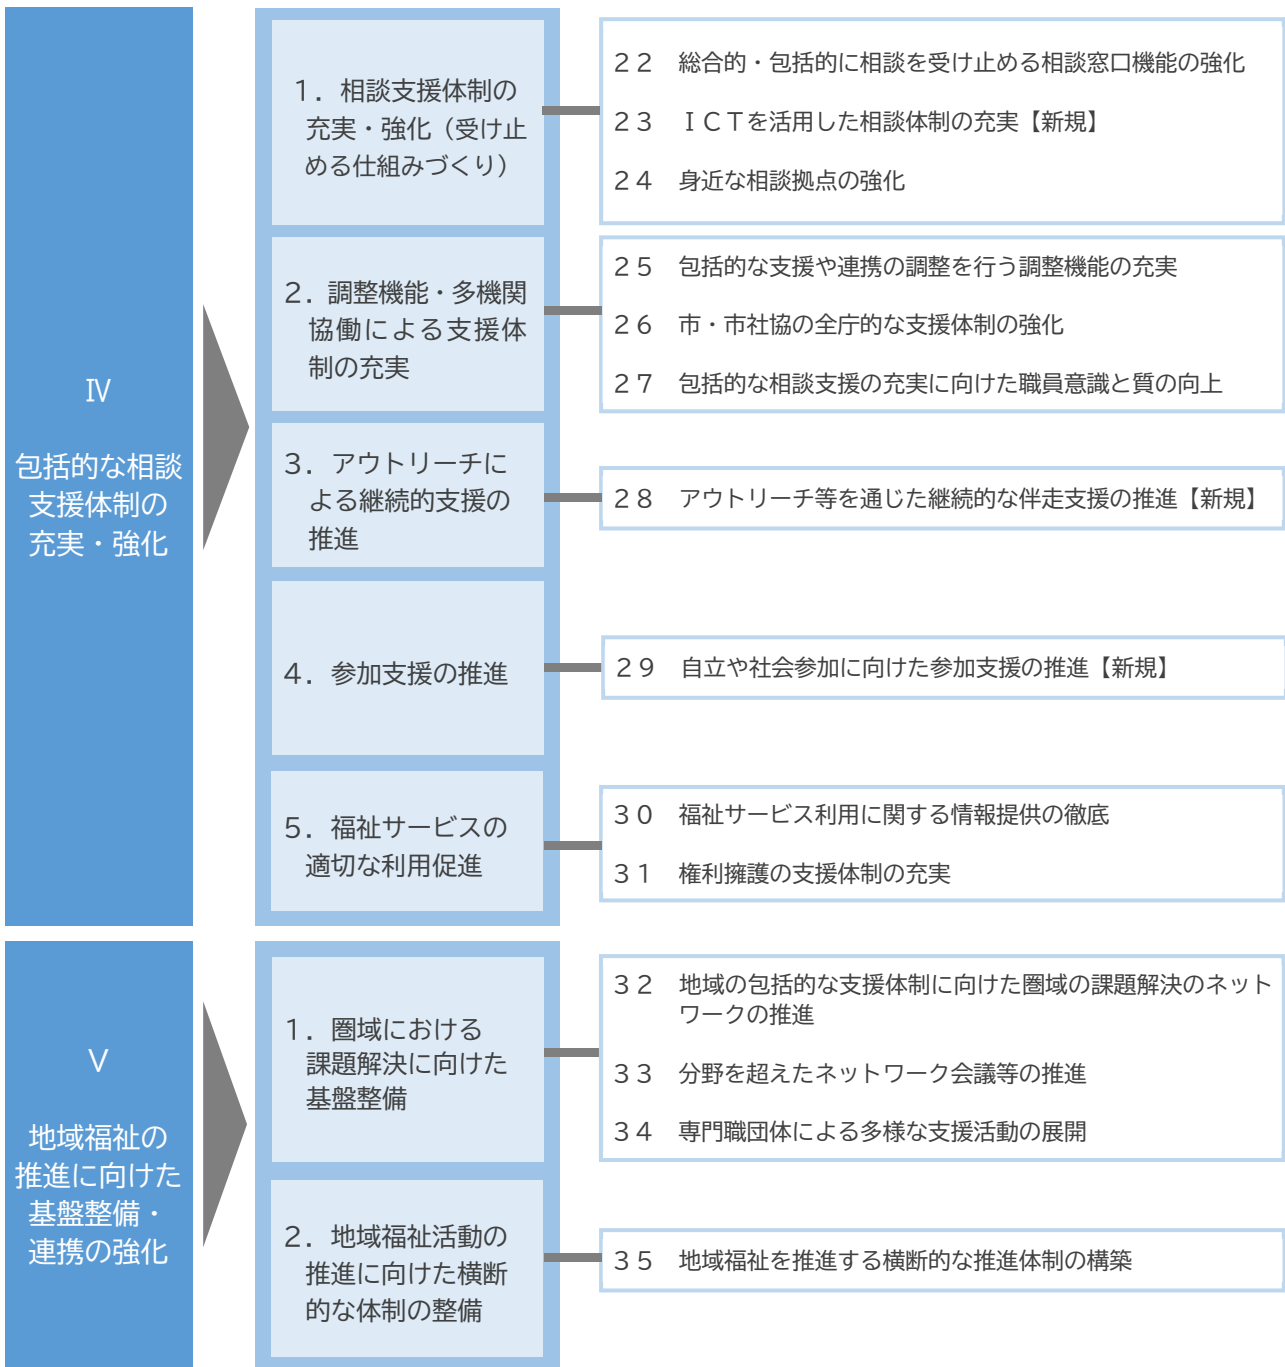 Ⅳ
包括的な相談
支援体制の
充実・強化
１．相談支援体制の
充実・強化（受け止
める仕組みづくり）
２２　総合的・包括的に相談を受け止める相談窓口機能の強化
２３　ＩＣＴを活用した相談体制の充実【新規】
２４　身近な相談拠点の強化
２．調整機能・多機関
協働による支援体
制の充実
２５　包括的な支援や連携の調整を行う調整機能の充実
２６　市・市社協の全庁的な支援体制の強化
２７　包括的な相談支援の充実に向けた職員意識と質の向上
３．アウトリーチに
よる継続的支援の
推進
２８　アウトリーチ等を通じた継続的な伴走支援の推進【新規】
４．参加支援の推進
２９　自立や社会参加に向けた参加支援の推進【新規】
５．福祉サービスの
適切な利用促進
３０　福祉サービス利用に関する情報提供の徹底
３１　権利擁護の支援体制の充実
Ⅴ
地域福祉の
推進に向けた
基盤整備・
連携の強化
１．圏域における
課題解決に向けた
基盤整備
３２　地域の包括的な支援体制に向けた圏域の課題解決のネット
ワークの推進
３３　分野を超えたネットワーク会議等の推進
３４　専門職団体による多様な支援活動の展開
２．地域福祉活動の
推進に向けた横断
的な体制の整備
３５　地域福祉を推進する横断的な推進体制の構築